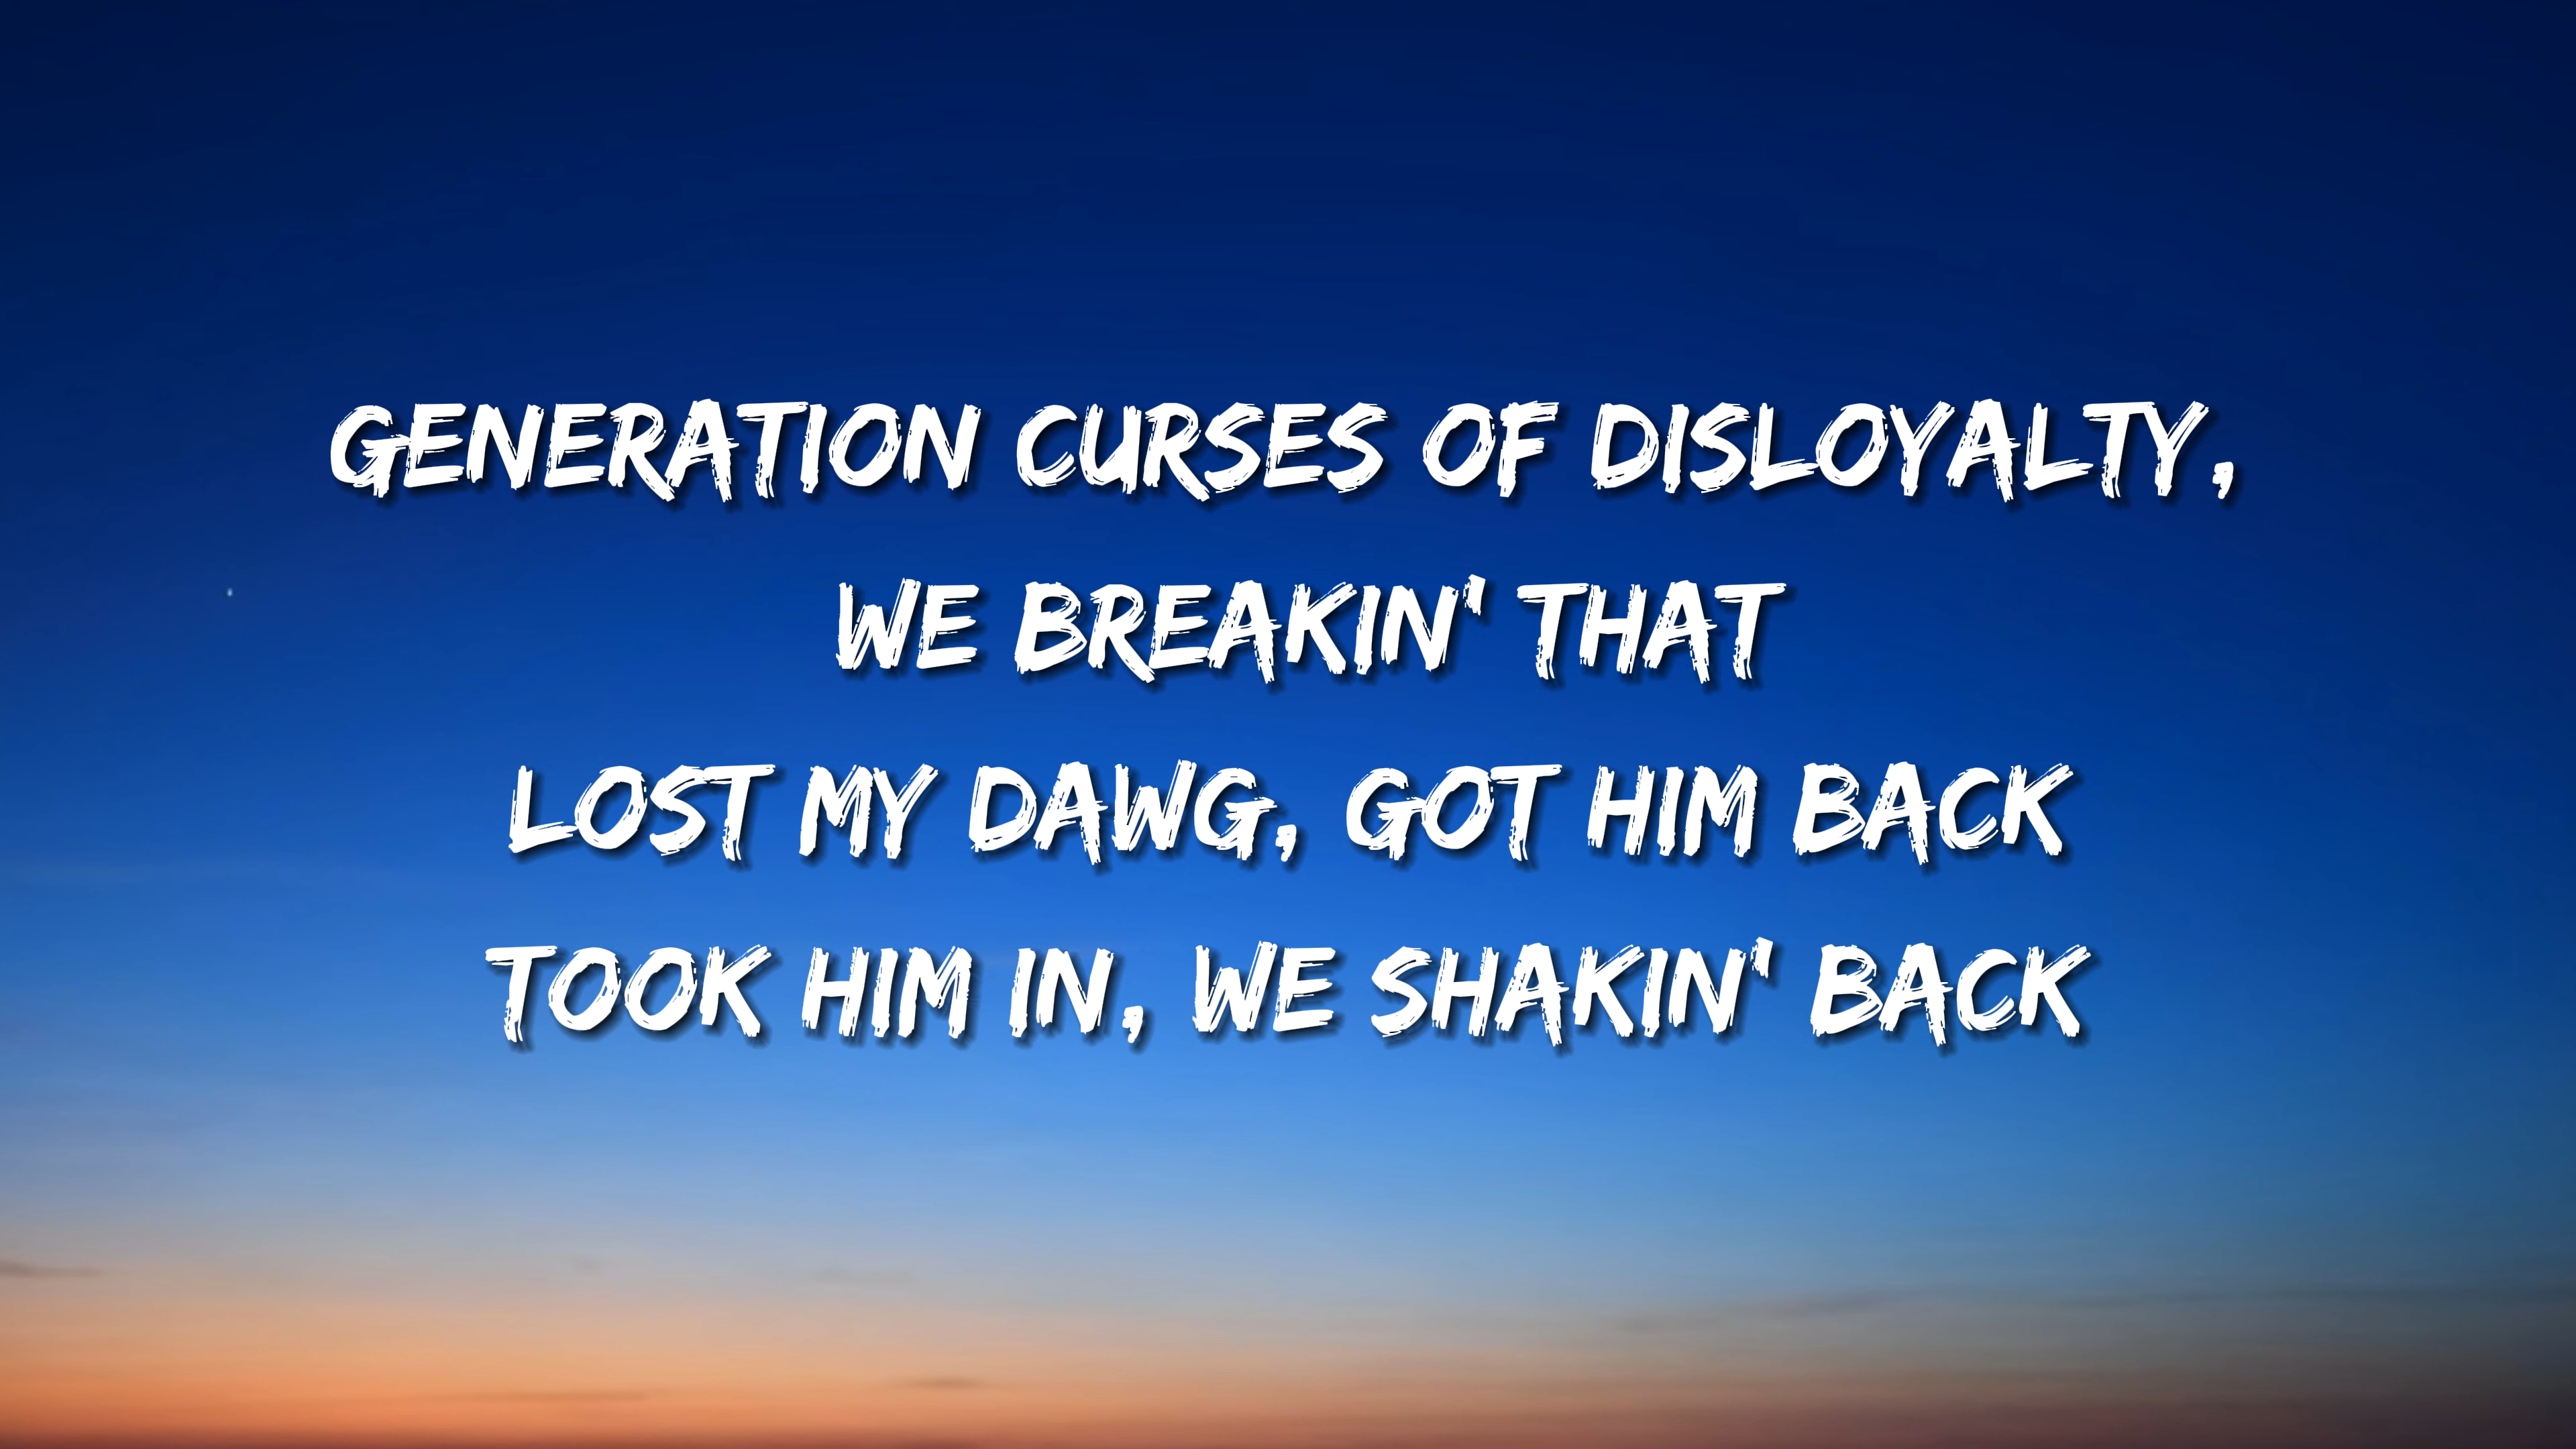 GENERATION CURSES OF DISLOYALTY,
WE BREAKIN' THAT
LOST MY DAWG, GOT HIM BACK
TOOK HIM IN, WE SHAKIN' BACK